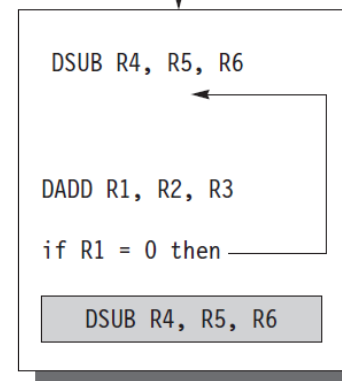 DSUB R4, R5, R6
DADD R1, R2, R3
if R1 = 0 then
DSUB R4, R5, R6